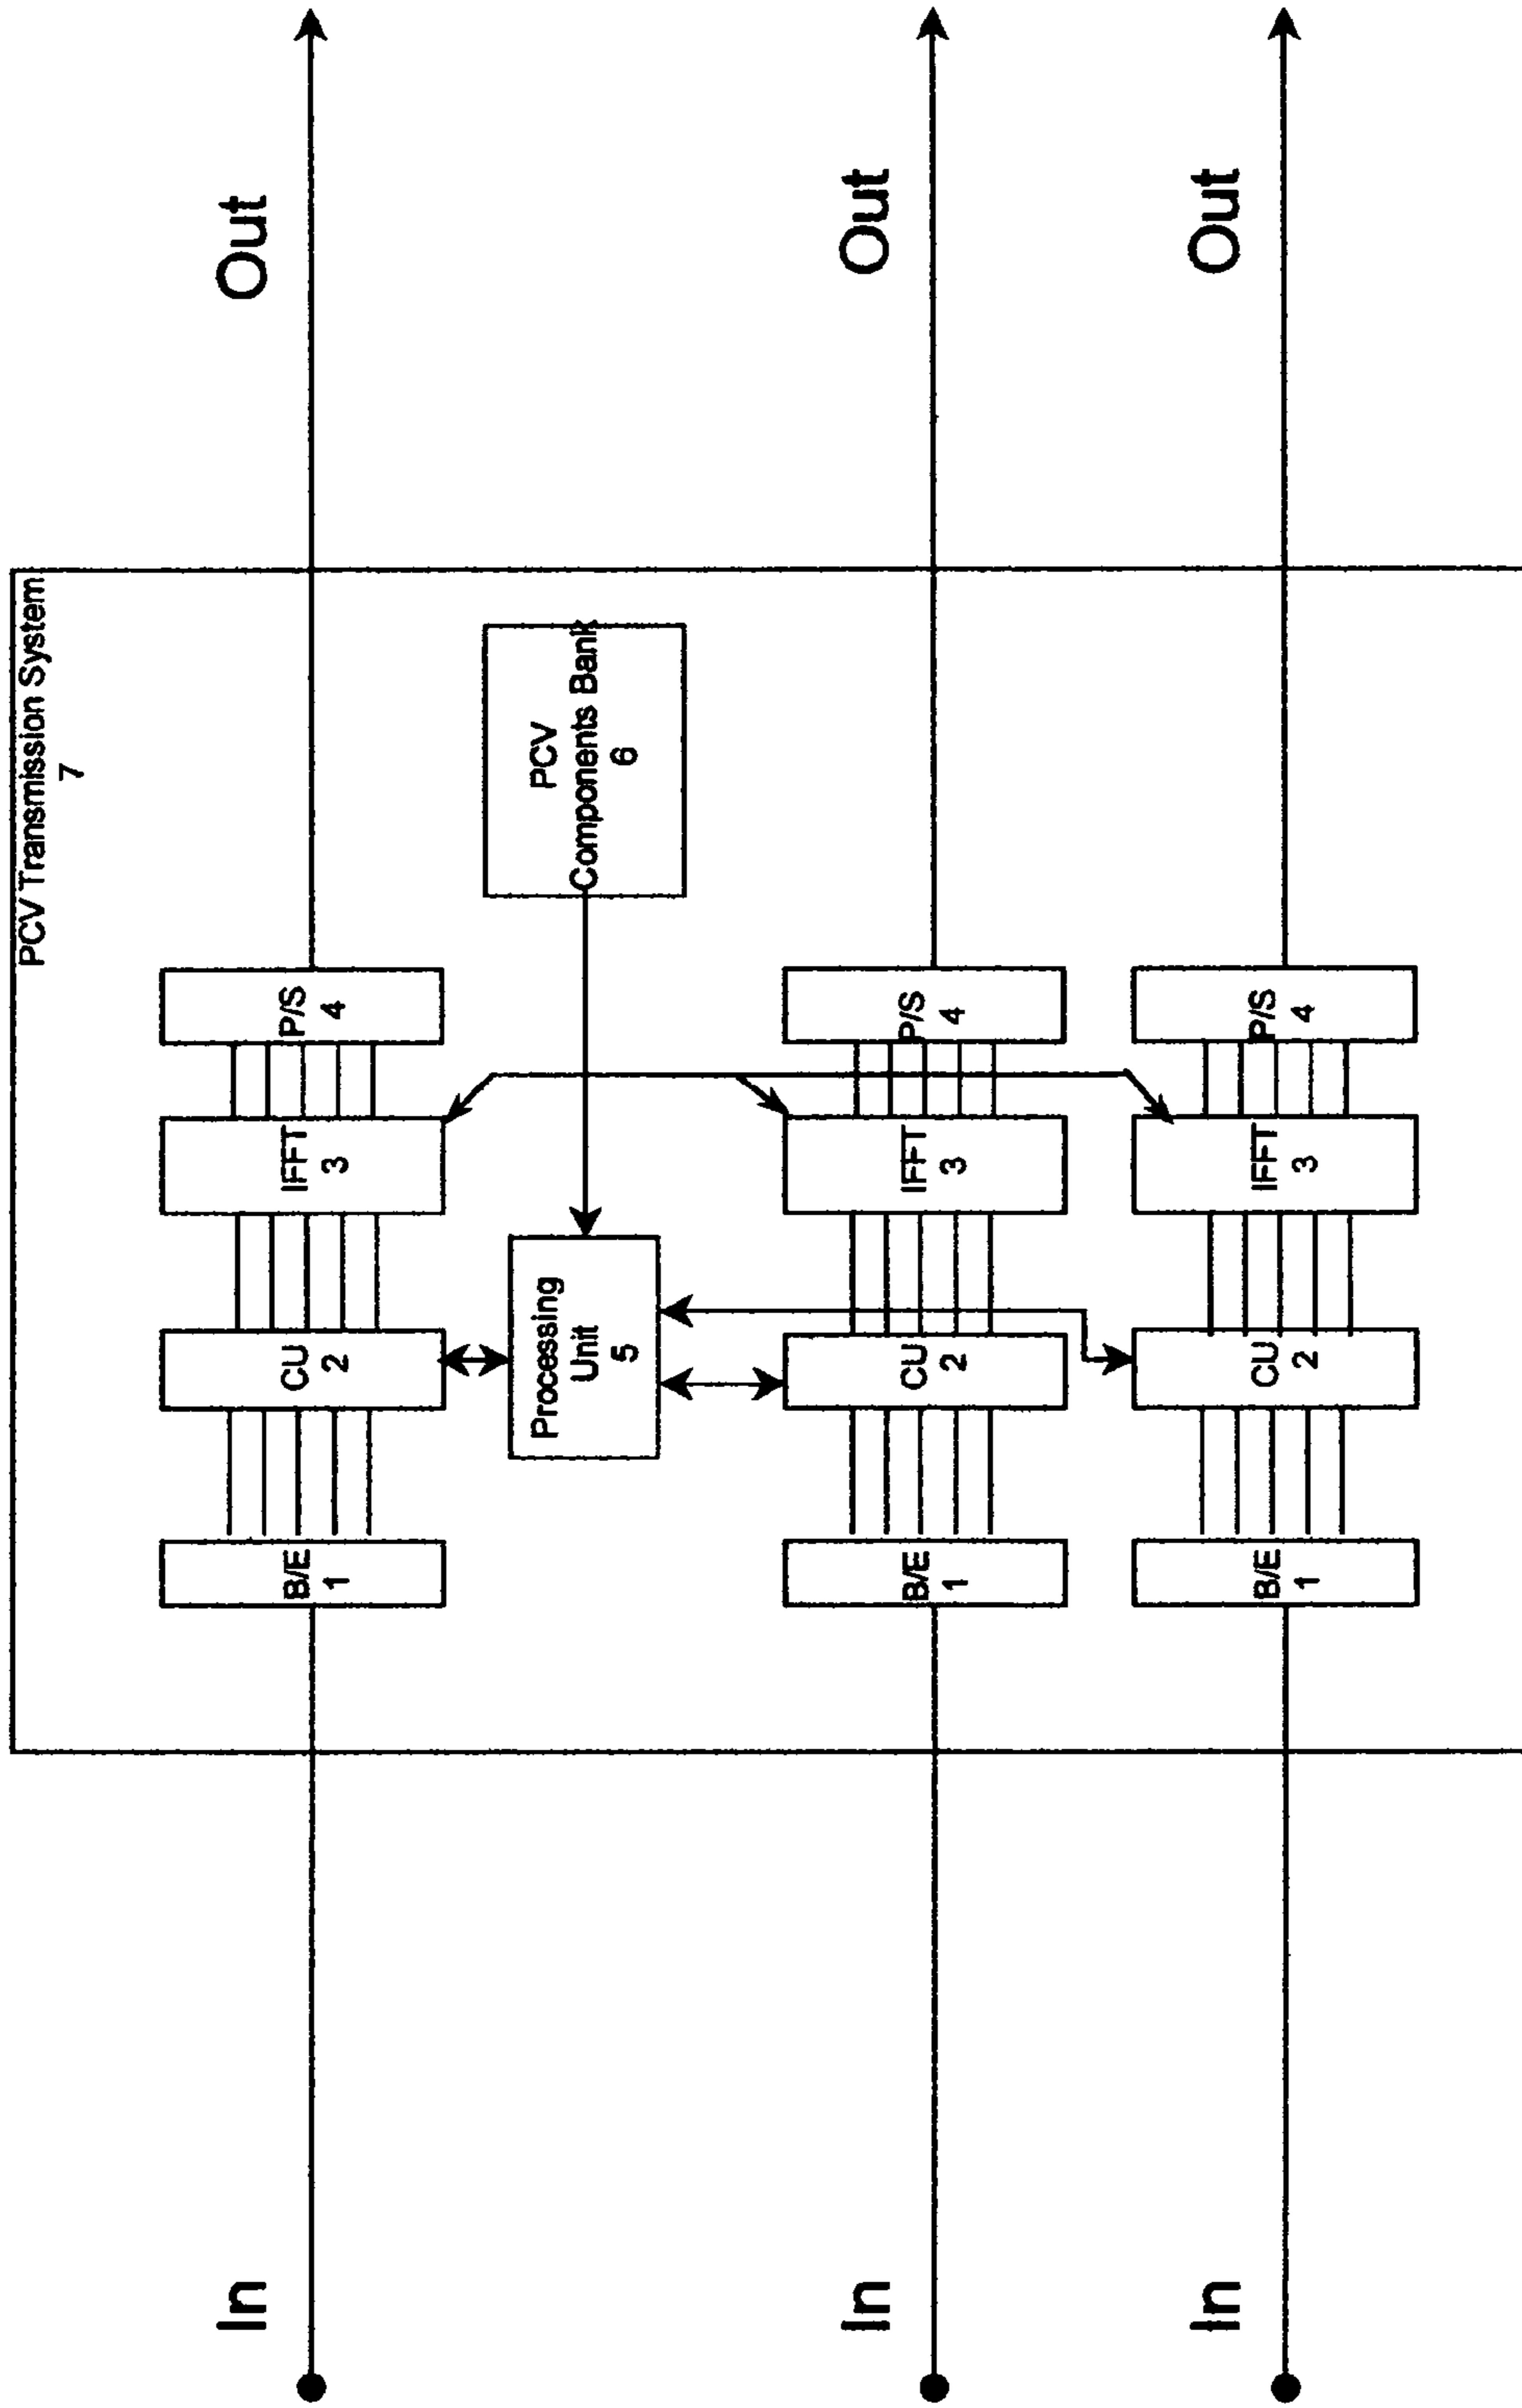 PCV Transmission System
7
In
B/E
1
CU
2
IFFT
3
P/S
4
Out
Processing
Unit
5
PCV
Components Bank
6
In
B/E
1
CU
2
IFFT
3
P/S
4
Out
In
B/E
1
CU
2
IFFT
3
P/S
4
Out